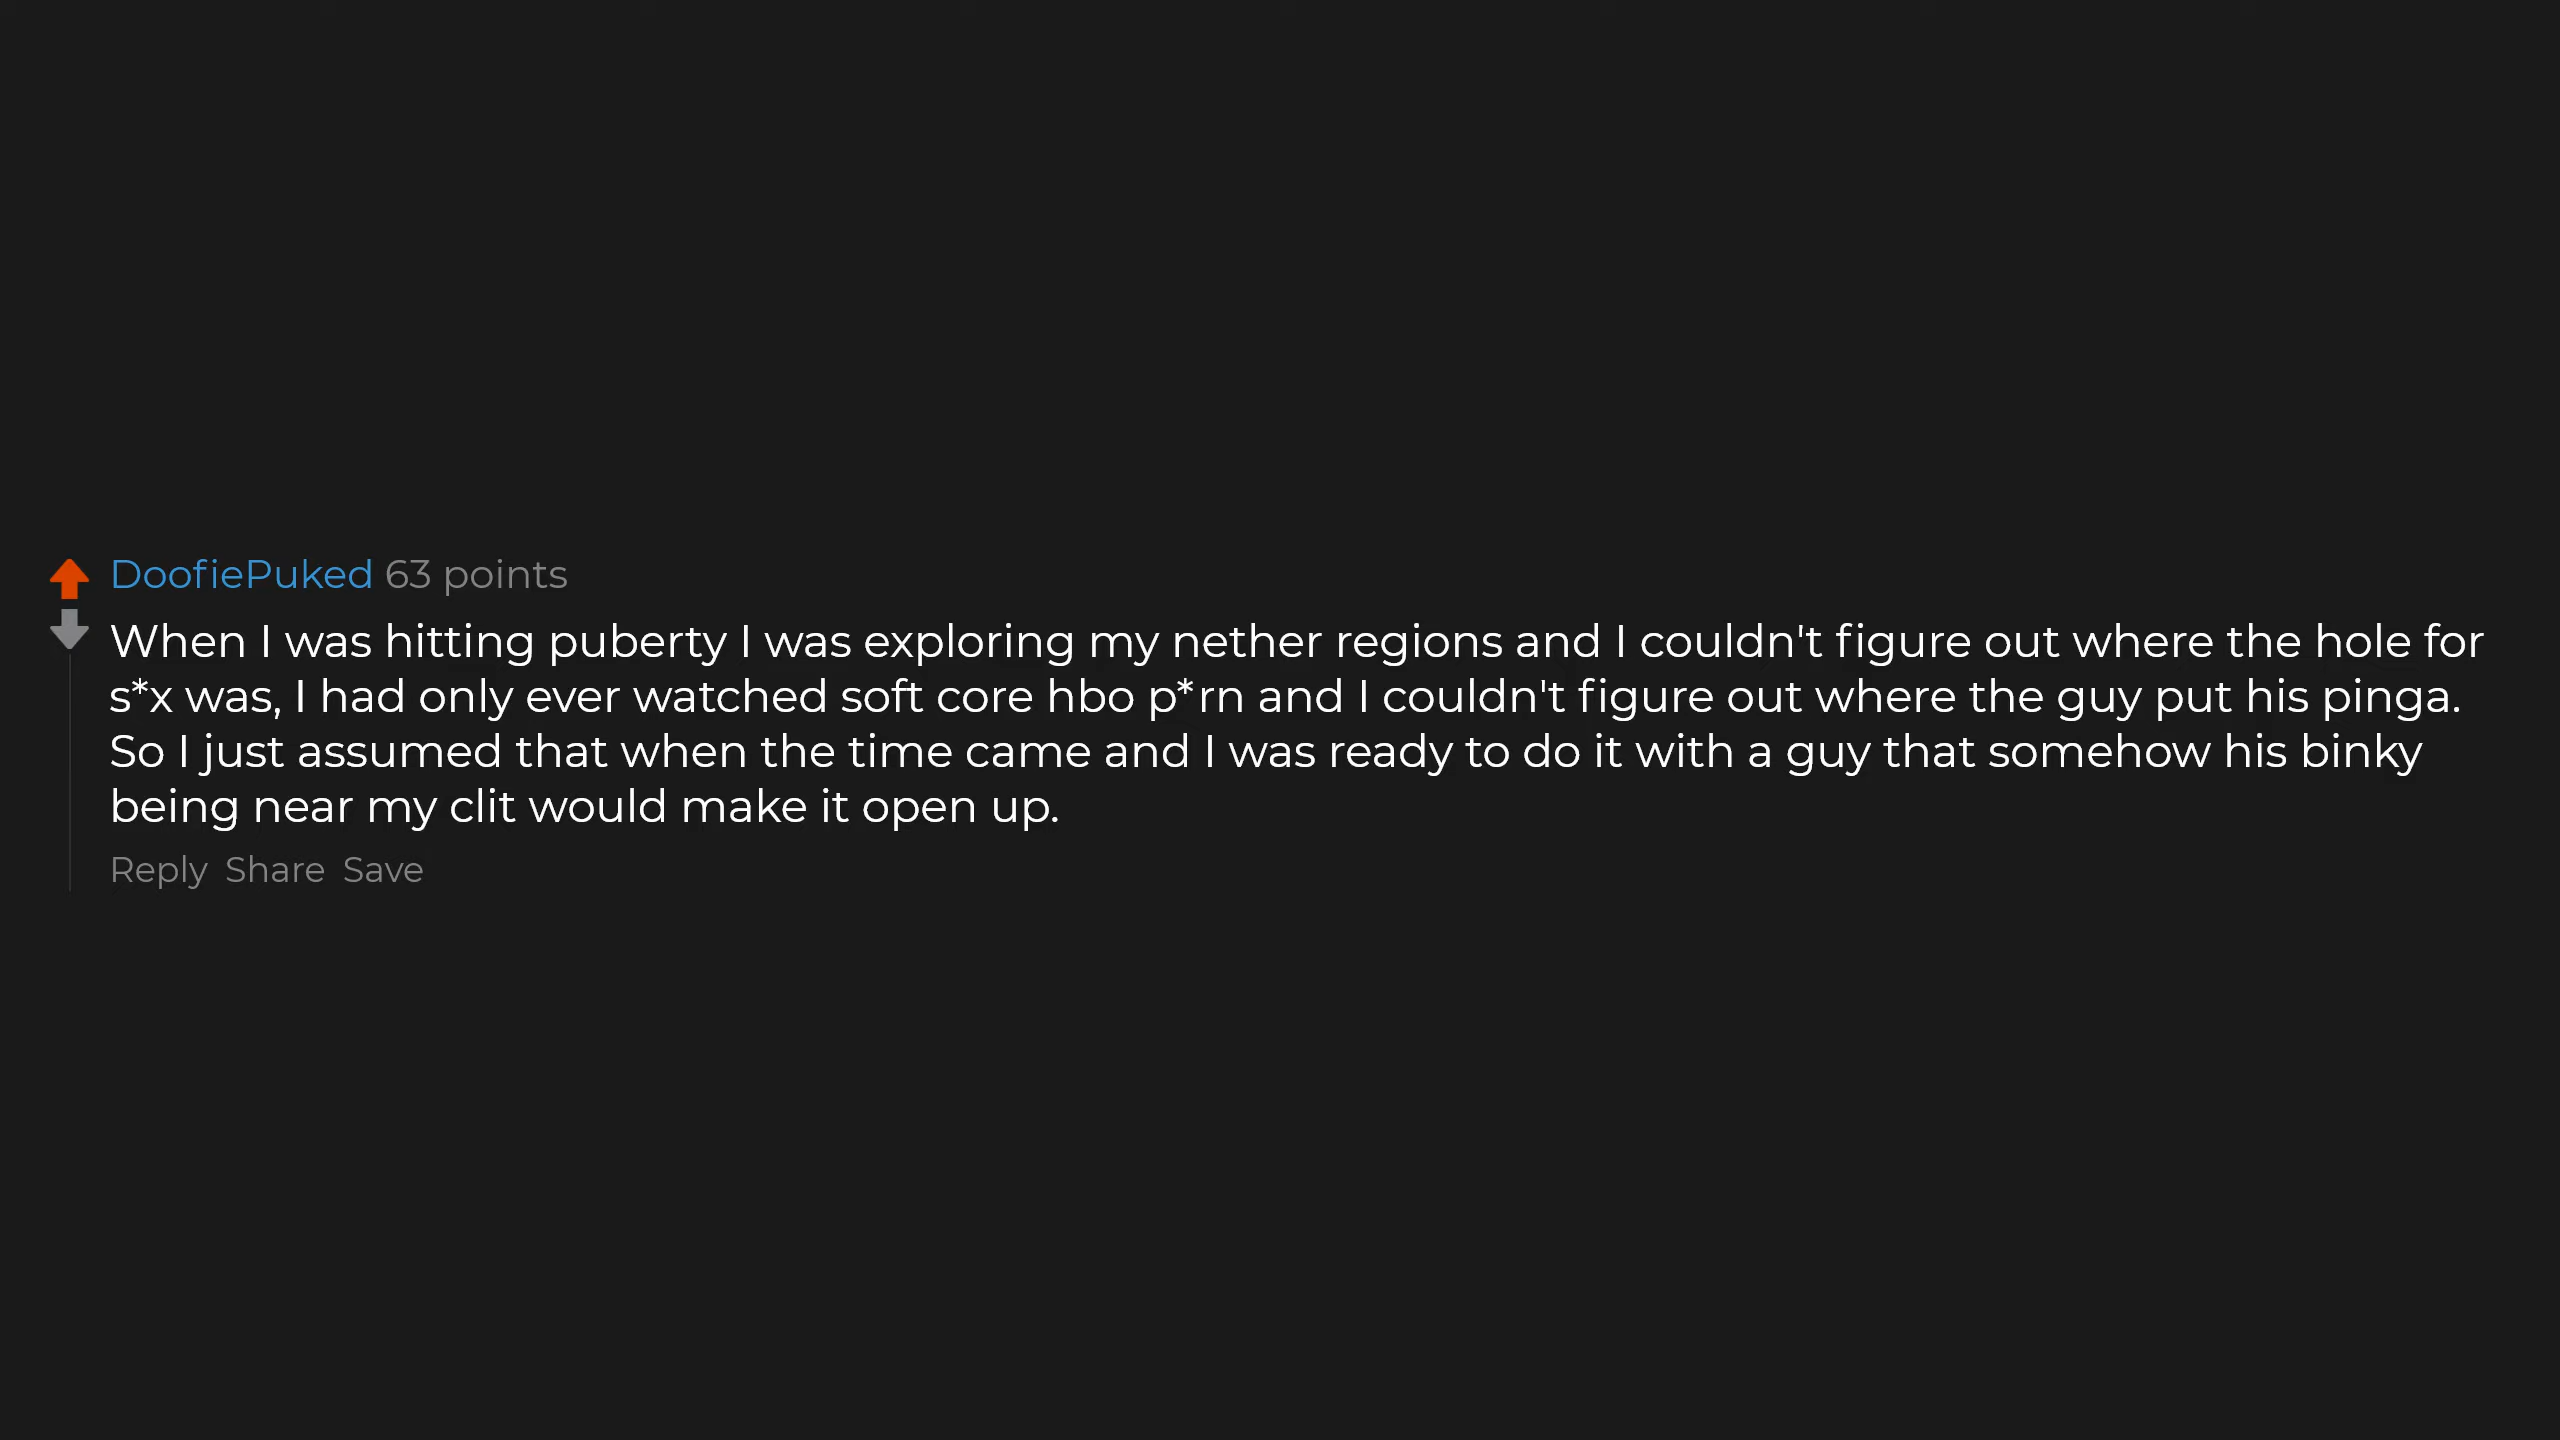 DoofiePuked 63 points
When I was hitting puberty I was exploring my nether regions and I couldn't figure out where the hole for
s*x was, I had only ever watched soft core hbo p*rn and I couldn't figure out where the guy put his pinga.
So I just assumed that when the time came and I was ready to do it with a guy that somehow his binky
being near my clit would make it open up.
Reply Share Save